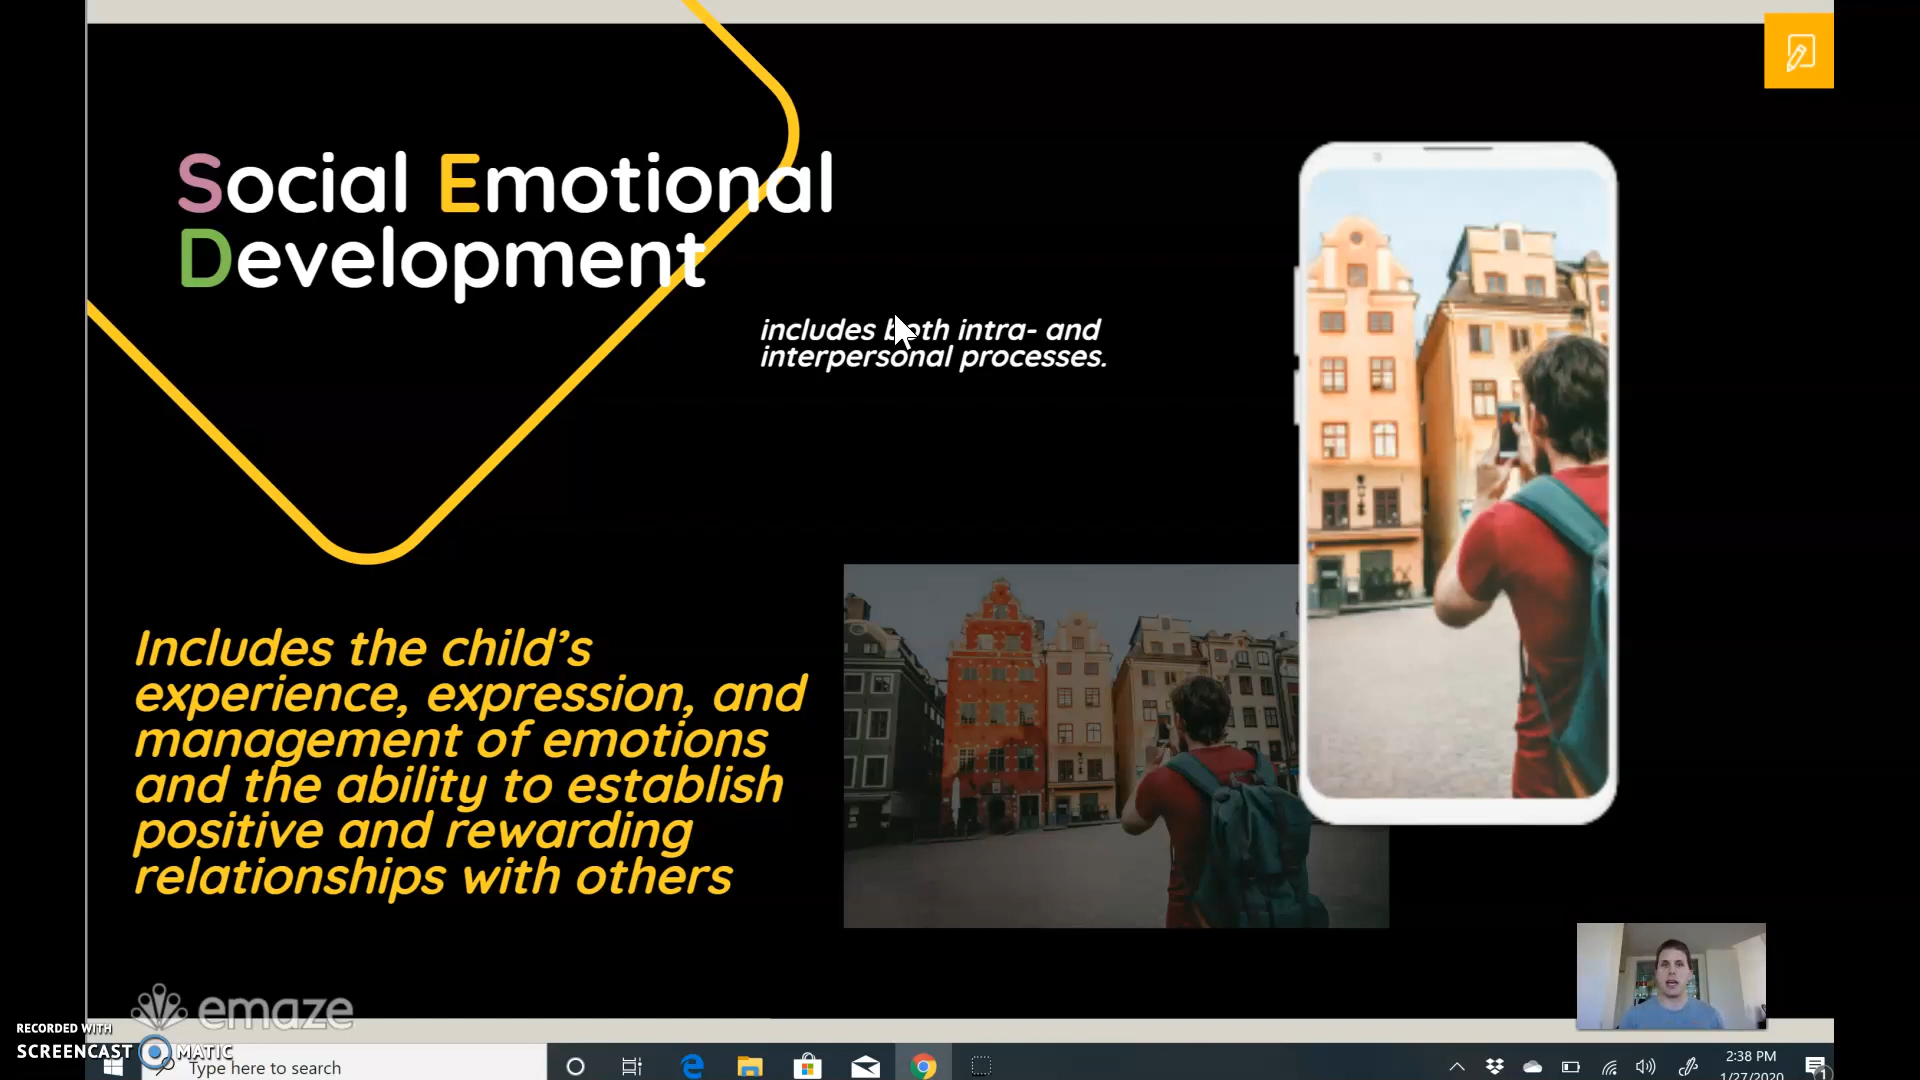 Social Emotional
Development
includes both intra- and
interpersonal processes.
Includes the child’s
experience, expression, and
management of emotions
and the ability to establish
positive and rewarding
relationships with others
emaze
RECORDED WITH
SCREENCAST MATIC
Type here to search
2:38 PM
1/27/2020
1